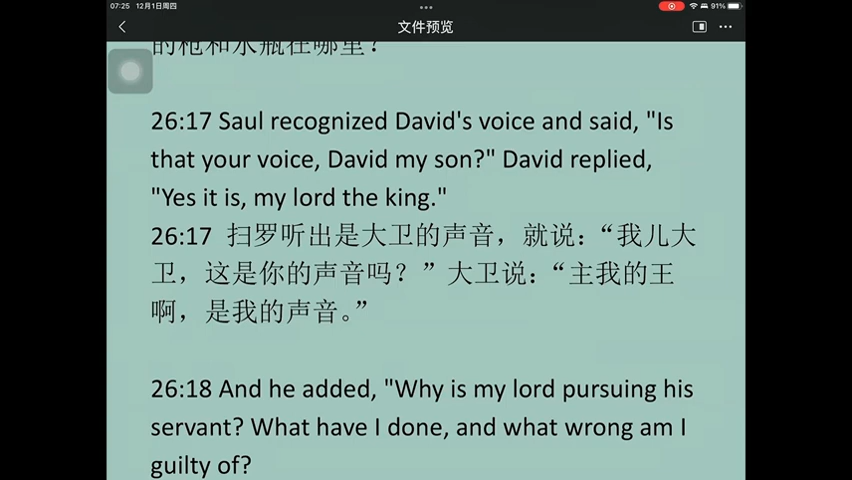 07:25 12月1日周四
91%
文件预览
的枪和水瓶在哪里？
26:17 Saul recognized David's voice and said, "Is
that your voice, David my son?" David replied,
"Yes it is, my lord the king."
26:17 扫罗听出是大卫的声音，就说：“我儿大
卫，这是你的声音吗？”大卫说：“主我的王
啊，是我的声音。”
26:18 And he added, "Why is my lord pursuing his
servant? What have I done, and what wrong am I
guilty of?